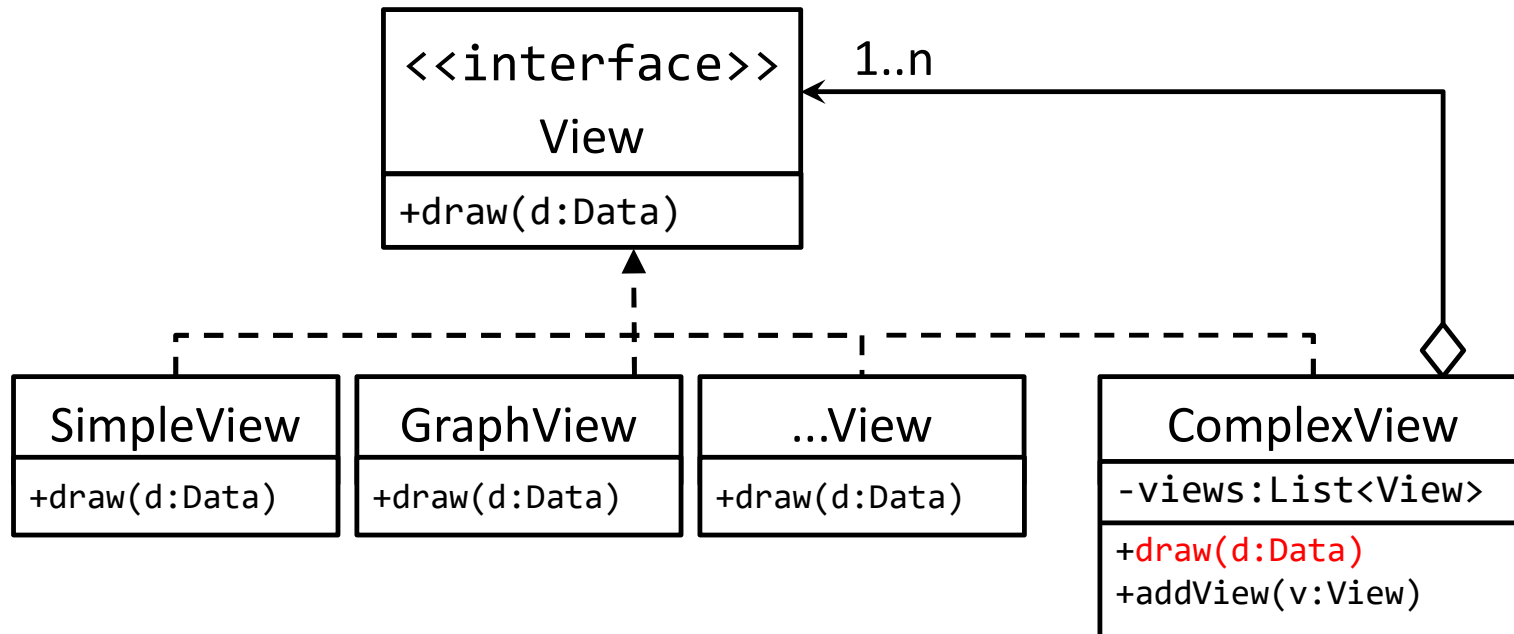 <<interface>>
View
+draw(d:Data)
1..n
SimpleView
+draw(d:Data)
GraphView
+draw(d:Data)
...View
+draw(d:Data)
ComplexView
-views:List<View>
+draw(d:Data)
+addView(v:View)